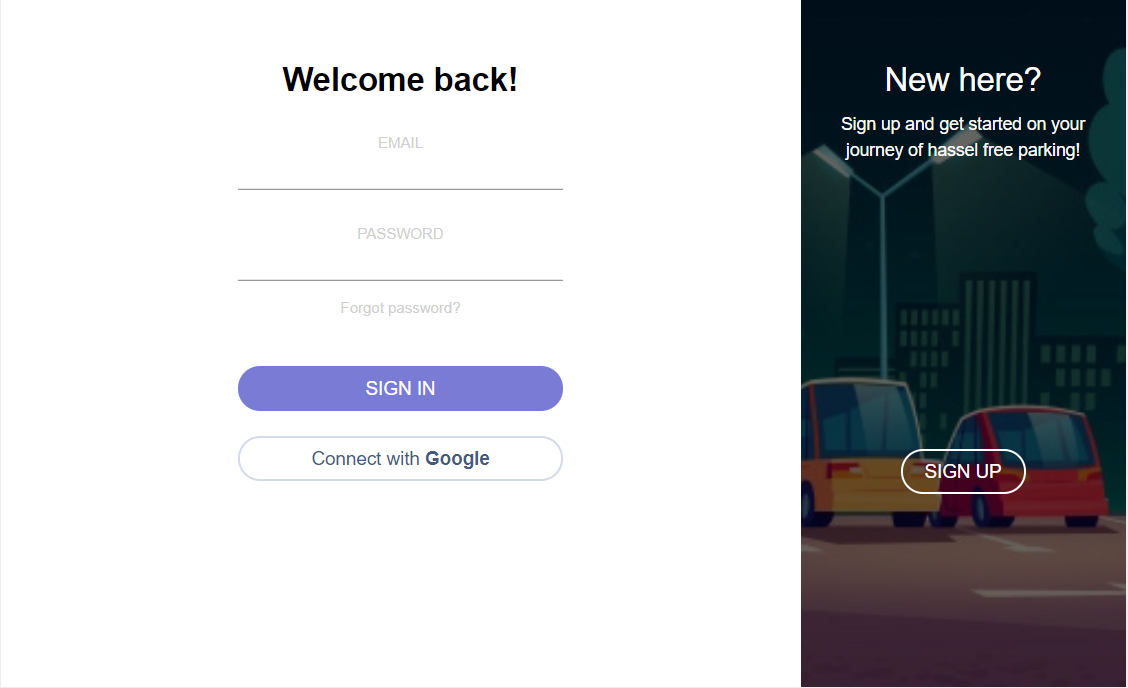 Welcome back!
EMAIL
PASSWORD
Forgot password?
SIGN IN
Connect with Google
New here?
Sign up and get started on your
journey of hassel free parking!
SIGN UP